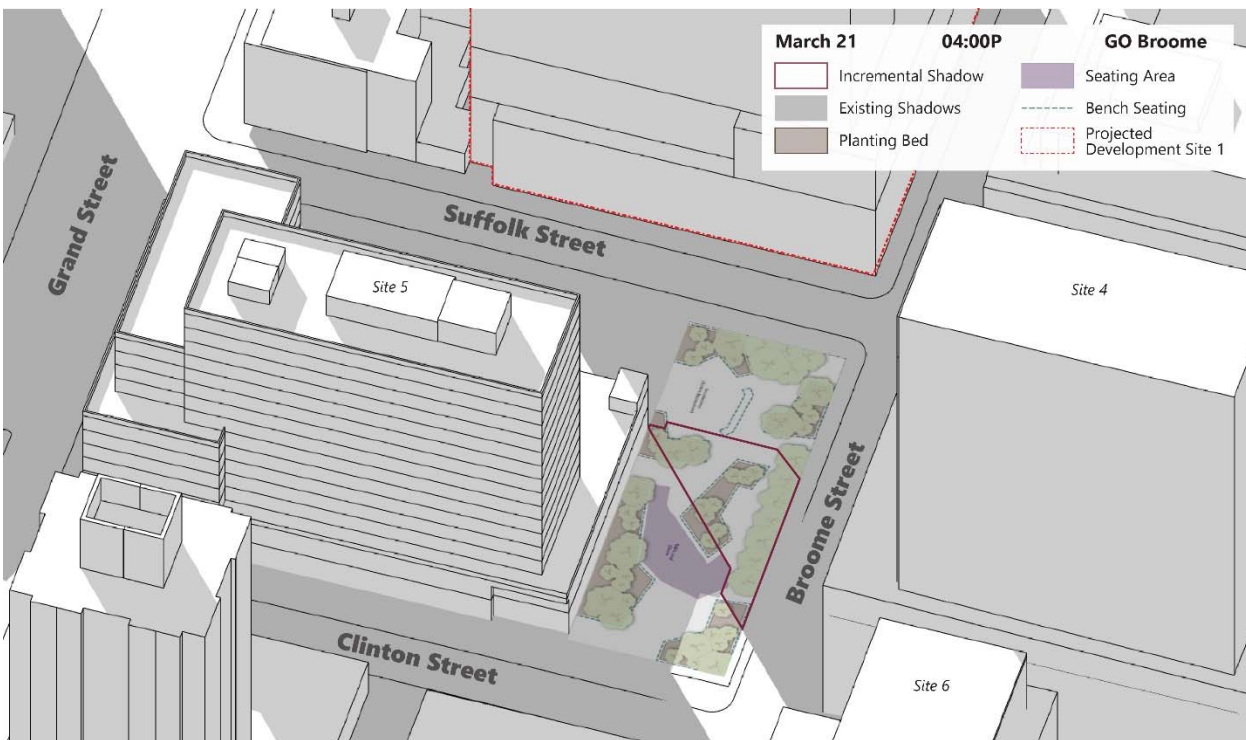 March 21 04:00P GO Broome
Incremental Shadow
Existing Shadows
Planting Bed
Seating Area
Bench Seating
Projected
Development Site 1
Grand Street
Suffolk Street
Site 5
Site 4
Broome Street
Clinton Street
Site 6